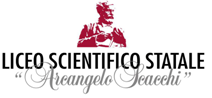 LICEO SCIENTIFICO STATALE
“Arcangelo Scacchi”